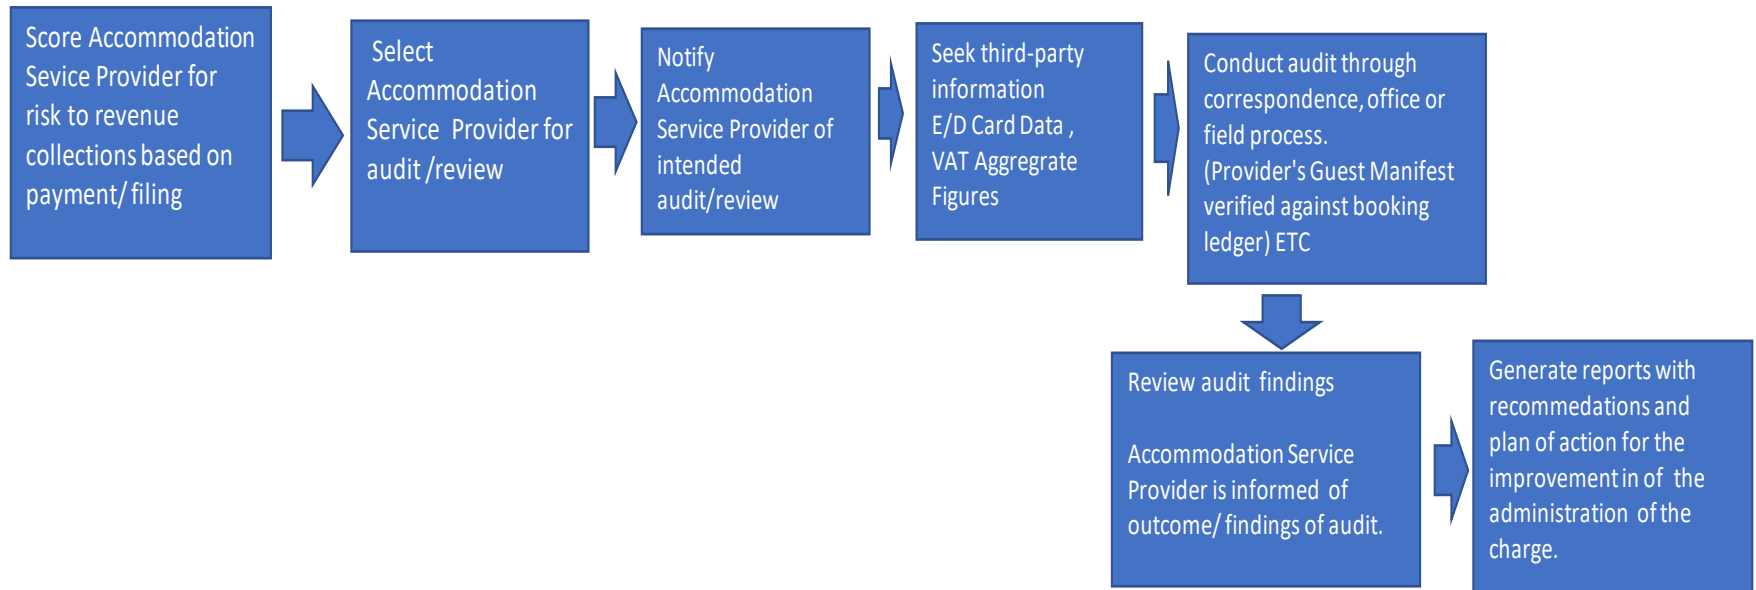 Score Accommodation
Sevice Provider for
risk to revenue
collections based on
payment/ filing
Select
Accommodation
Service Provider for
audit /review
Notify
Accommodation
Service Provider of
intended
audit/review
Seek third-party
information
E/D Card Data ,
VAT Aggregrate
Figures
Conduct audit through
correspondence, office or
field process.
(Provider's Guest Manifest
verified against booking
ledger) ETC
Review audit findings
Accommodation Service
Provider is informed of
outcome/ findings of audit.
Generate reports with
recommedations and
plan of action for the
improvement in of the
administration of the
charge.